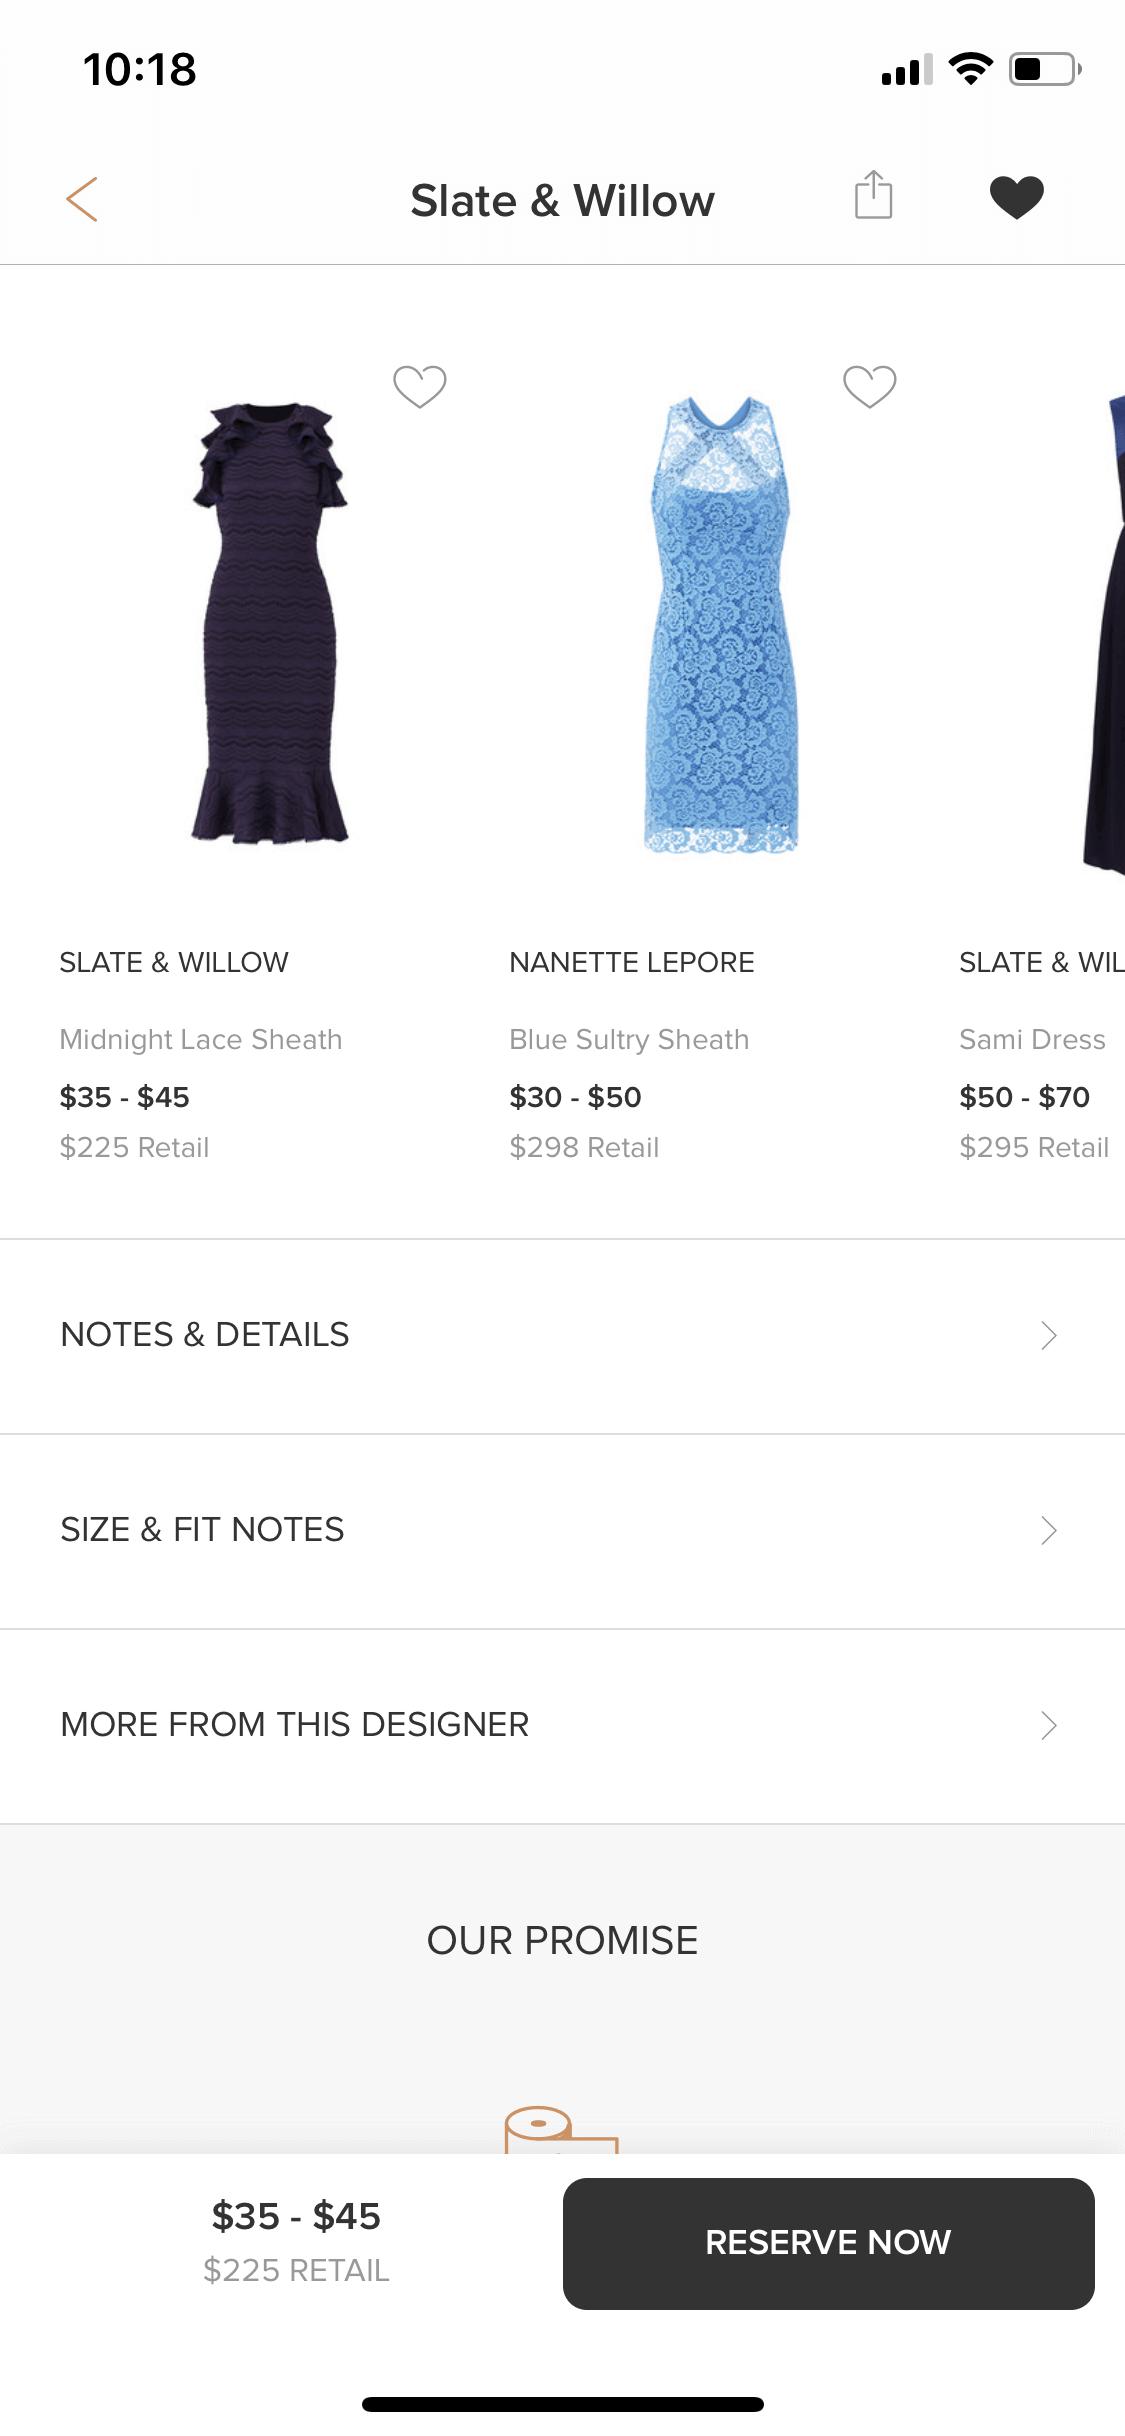 10:18
Slate & Willow
SLATE & WILLOW
Midnight Lace Sheath
$35 - $45
$225 Retail
NANETTE LEPORE
Blue Sultry Sheath
$30 - $50
$298 Retail
SLATE & WIL
Sami Dress
$50 - $70
$295 Retail
NOTES & DETAILS
SIZE & FIT NOTES
MORE FROM THIS DESIGNER
OUR PROMISE
$35 - $45
$225 RETAIL
RESERVE NOW